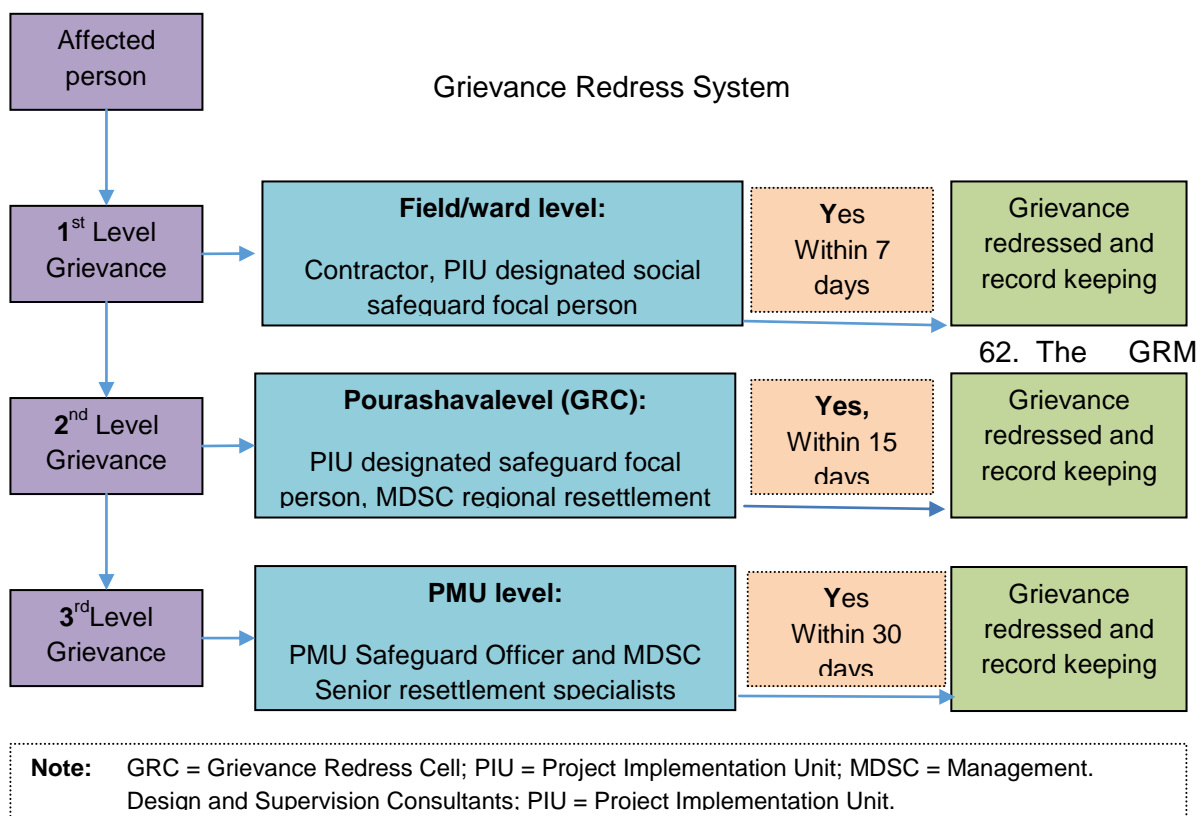 Affected
person
Grievance Redress System
1st Level
Grievance
Field/ward level:
Contractor, PIU designated social
safeguard focal person
Yes
Within 7
days
Grievance
redressed and
record keeping
62. The GRM
2nd Level
Grievance
Pourashavalevel (GRC):
PIU designated safeguard focal
person, MDSC regional resettlement
Yes,
Within 15
days
Grievance
redressed and
record keeping
3rdLevel
Grievance
PMU level:
PMU Safeguard Officer and MDSC
Senior resettlement specialists
Yes
Within 30
days
Grievance
redressed and
record keeping
Note: GRC = Grievance Redress Cell; PIU = Project Implementation Unit; MDSC = Management.
Design and Supervision Consultants; PIU = Project Implementation Unit.